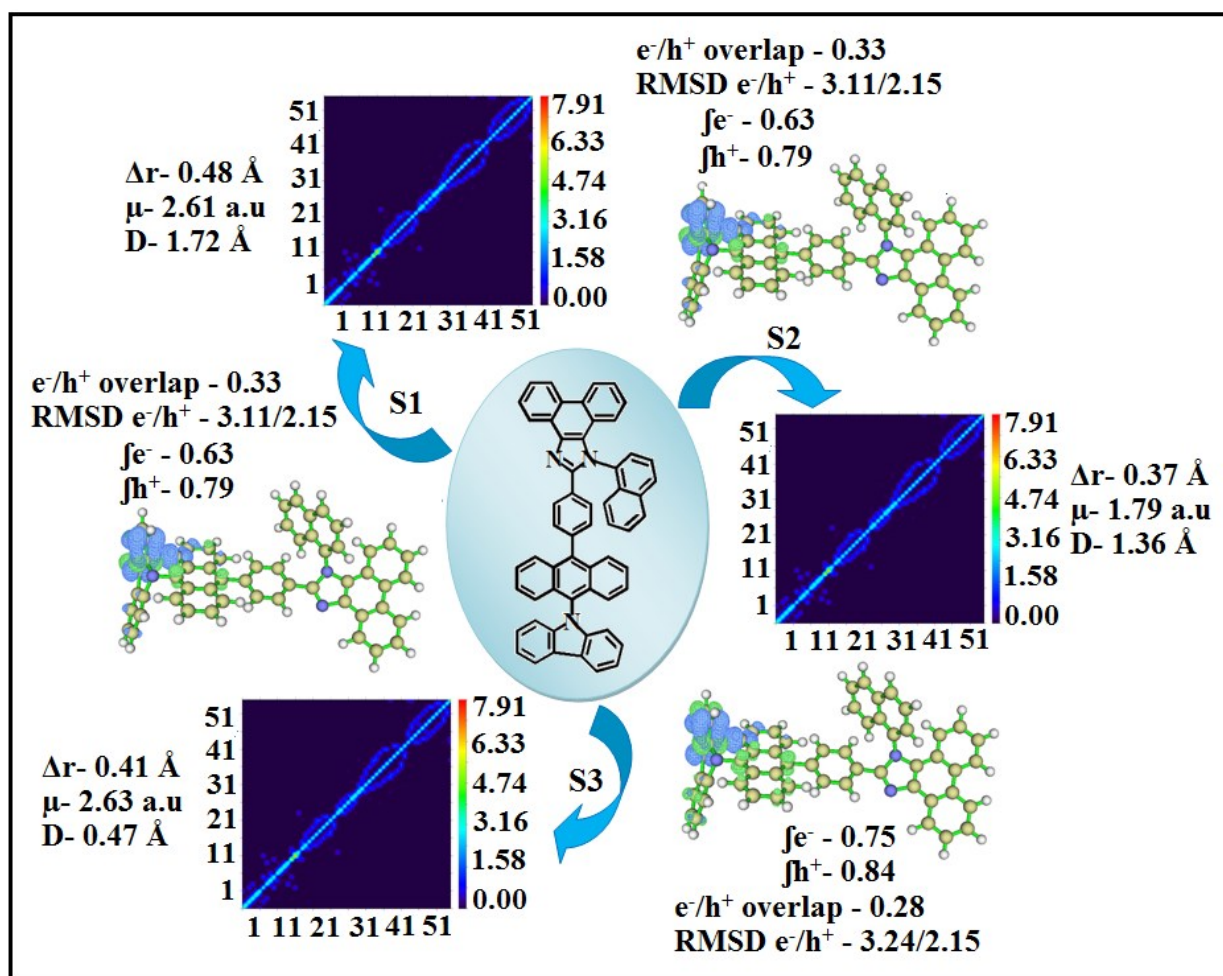 e⁻/h⁺ overlap - 0.33
RMSD e⁻/h⁺ - 3.11/2.15
∫e⁻ - 0.63
∫h⁺- 0.79
Δr- 0.48 Å
μ- 2.61 a.u
D- 1.72 Å
51
41
31
21
11
1
1 11 21 31 41 51
7.91
6.33
4.74
3.16
1.58
0.00
S1
S2
e⁻/h⁺ overlap - 0.33
RMSD e⁻/h⁺ - 3.11/2.15
∫e⁻ - 0.63
∫h⁺- 0.79
N
N
N
51
41
31
21
11
1
1 11 21 31 41 51
7.91
6.33
4.74
3.16
1.58
0.00
Δr- 0.37 Å
μ- 1.79 a.u
D- 1.36 Å
Δr- 0.41 Å
μ- 2.63 a.u
D- 0.47 Å
51
41
31
21
11
1
1 11 21 31 41 51
7.91
6.33
4.74
3.16
1.58
0.00
S3
∫e⁻ - 0.75
∫h⁺ - 0.84
e⁻/h⁺ overlap - 0.28
RMSD e⁻/h⁺ - 3.24/2.15